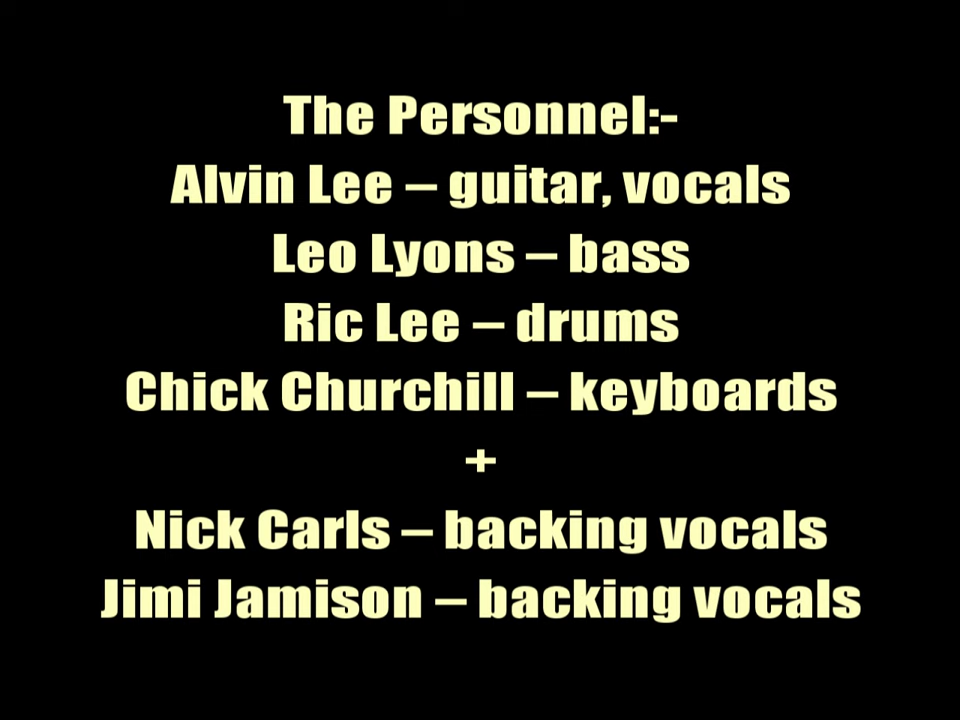 The Personnel:-
Alvin Lee – guitar, vocals
Leo Lyons – bass
Ric Lee – drums
Chick Churchill – keyboards
+
Nick Carls – backing vocals
Jimi Jamison – backing vocals